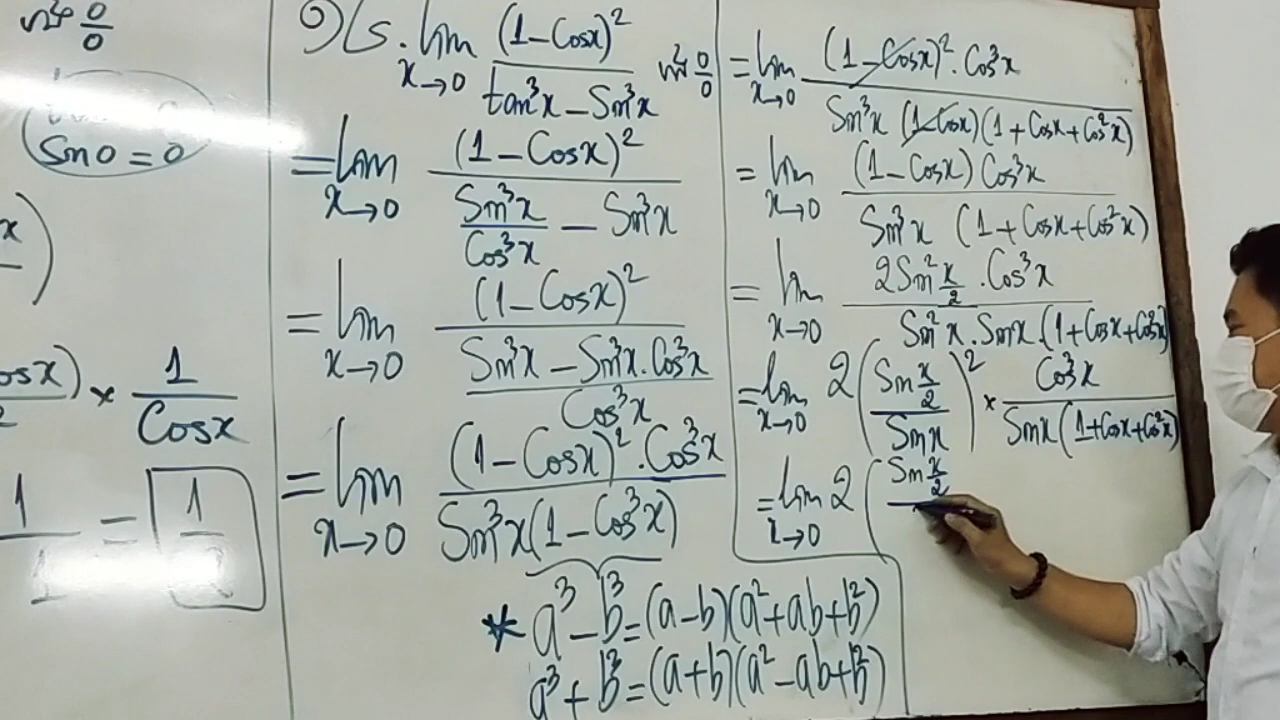 0/0
sin 0 = 0
x
cosx) × 1/Cosx
2
1/1 = 1/2
lim x→0 (1-Cosx)²/(tan³x - Sin³x) 0/0
= lim x→0 (1-Cosx)²/(Sin³x/Cos³x - Sin³x)
= lim x→0 (1-Cosx)²/((Sin³x - Sin³x.Cos³x)/Cos³x)
= lim x→0 (1-Cosx)².Cos³x/(Sin³x(1-Cos³x))
* a³ - b³ = (a-b)(a²+ab+b²)
a³ + b³ = (a+b)(a²-ab+b²)
= lim x→0 (1-Cosx)².Cos³x/(Sin³x (1-Cosx)(1+Cosx+Cos²x))
= lim x→0 (1-Cosx) Cos³x/(Sin³x (1+Cosx+Cos²x))
= lim x→0 2Sin² x/2 .Cos³x/(Sin²x.Sinx.(1+Cosx+Cos²x))
= lim x→0 2(Sin x/2 / Sinx)² × Cos³x/(Sinx(1+Cosx+Cos²x))
= lim x→0 2(Sin x/2